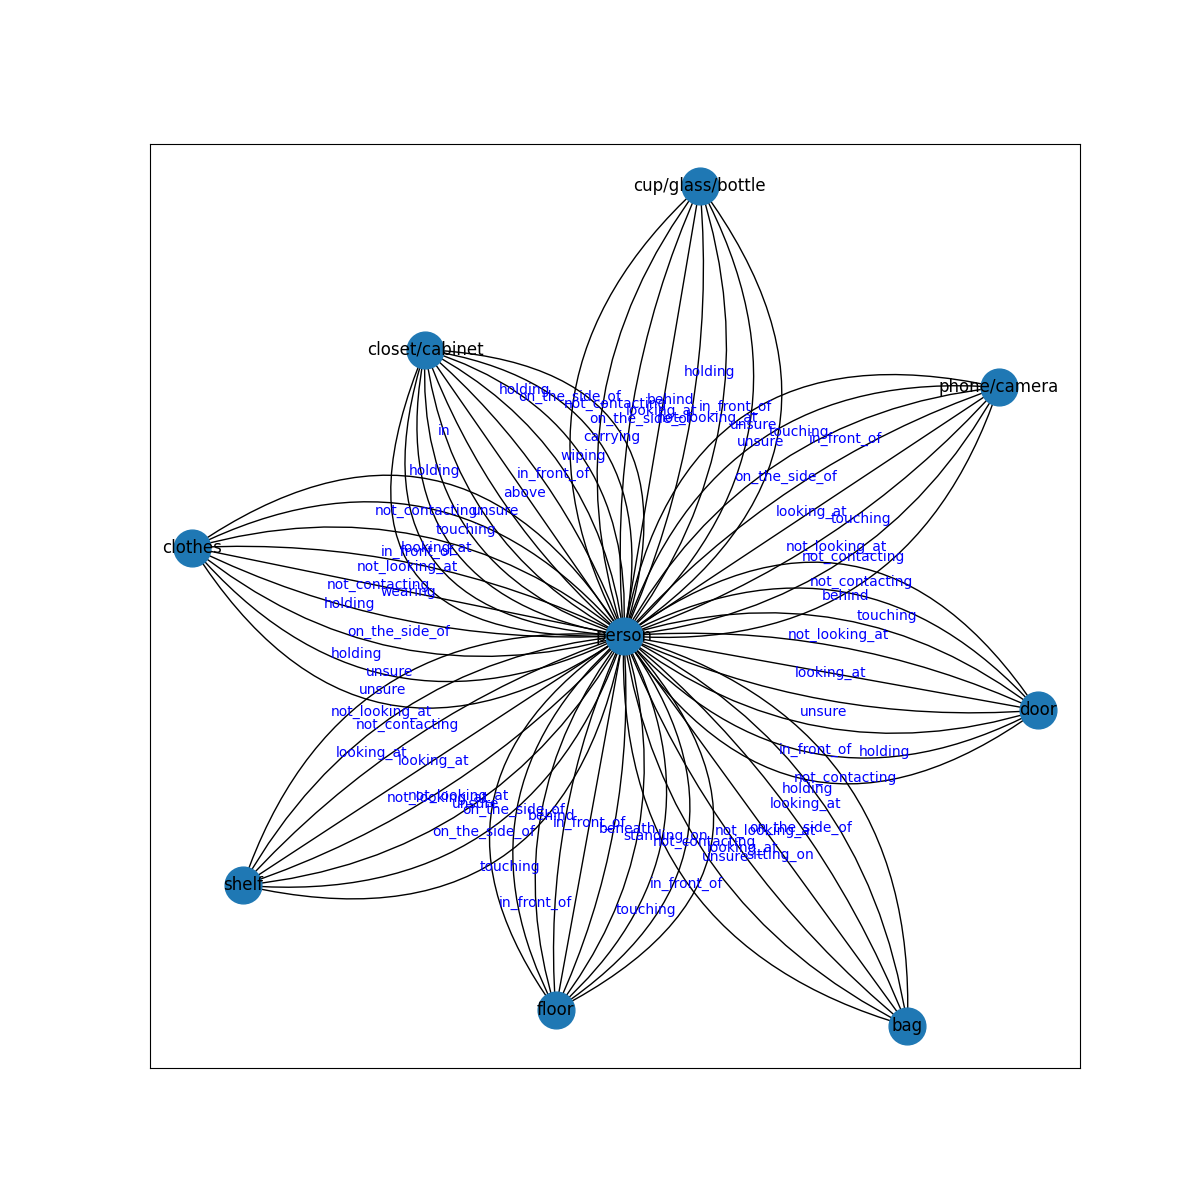 cup/glass/bottle
closet/cabinet
holding
phone/camera
holding
on_the_side_of
behind
not_contacting
looking_at
in_front_of
on_the_side_of
not_looking_at
unsure
in
carrying
touching
in_front_of
unsure
wiping
holding
in_front_of
on_the_side_of
above
not_contacting
unsure
looking_at
touching
touching
clothes
looking_at
in_front_of
not_looking_at
not_contacting
not_looking_at
not_contacting
wearing
not_contacting
behind
holding
touching
on_the_side_of
person
not_looking_at
holding
unsure
looking_at
unsure
not_looking_at
unsure
door
not_contacting
looking_at
looking_at
in_front_of
holding
not_contacting
holding
not_looking_at
not_looking_at
unsure
looking_at
on_the_side_of
behind
in_front_of
beneath
on_the_side_of
standing_on
not_looking_at
on_the_side_of
not_contacting
looking_at
unsure
sitting_on
touching
shelf
in_front_of
in_front_of
touching
floor
bag